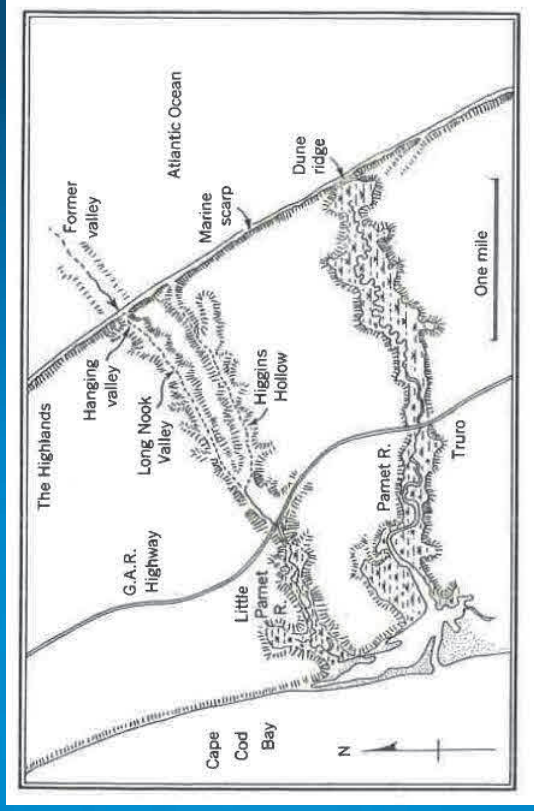 The Highlands
Former
valley
Atlantic Ocean
Hanging
valley
G.A.R.
Highway
Long Nook
Valley
Marine
scarp
Cape
Cod
Bay
Little
Pamet
R.
Higgins
Hollow
Dune
ridge
Pamet R.
N
Truro
One mile